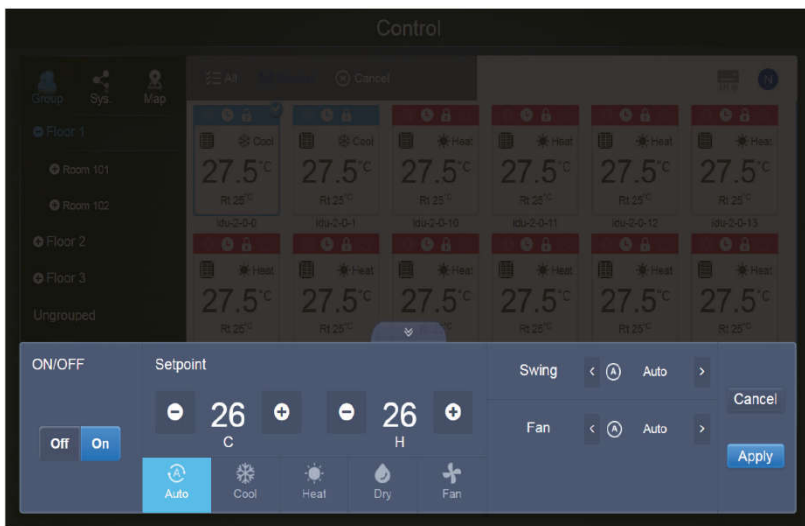 Control
Group Sys. Map
All Cancel
Floor 1
Room 101
Room 102
Floor 2
Floor 3
Ungrouped
Cool Cool Heat Heat Heat Heat
27.5°C 27.5°C 27.5°C 27.5°C 27.5°C 27.5°C
Rt 25°C Rt 25°C Rt 25°C Rt 25°C Rt 25°C Rt 25°C
Idu-2-0-0 Idu-2-0-1 Idu-2-0-10 Idu-2-0-11 Idu-2-0-12 Idu-2-0-13
Heat Heat Heat Heat Heat Heat
27.5°C 27.5°C 27.5°C 27.5°C 27.5°C 27.5°C
Rt 25°C Rt 25°C Rt 25°C Rt 25°C Rt 25°C
ON/OFF
Off On
Setpoint
26 26
C H
Auto Cool Heat Dry Fan
Swing A Auto
Fan A Auto
Cancel
Apply